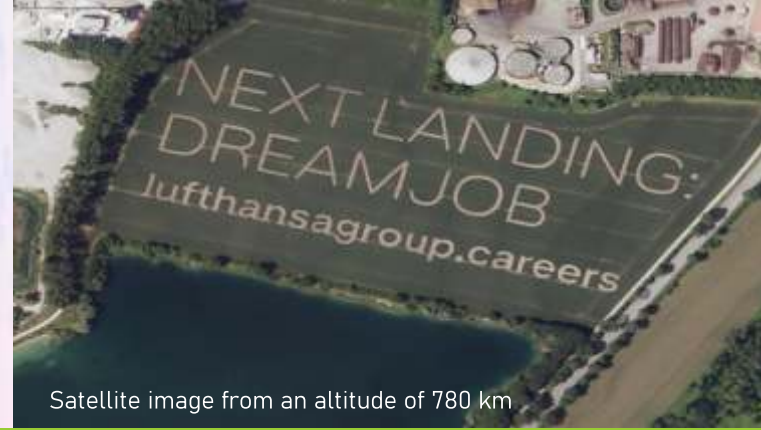 NEXT LANDING:
DREAMJOB
lufthansagroup.careers
Satellite image from an altitude of 780 km